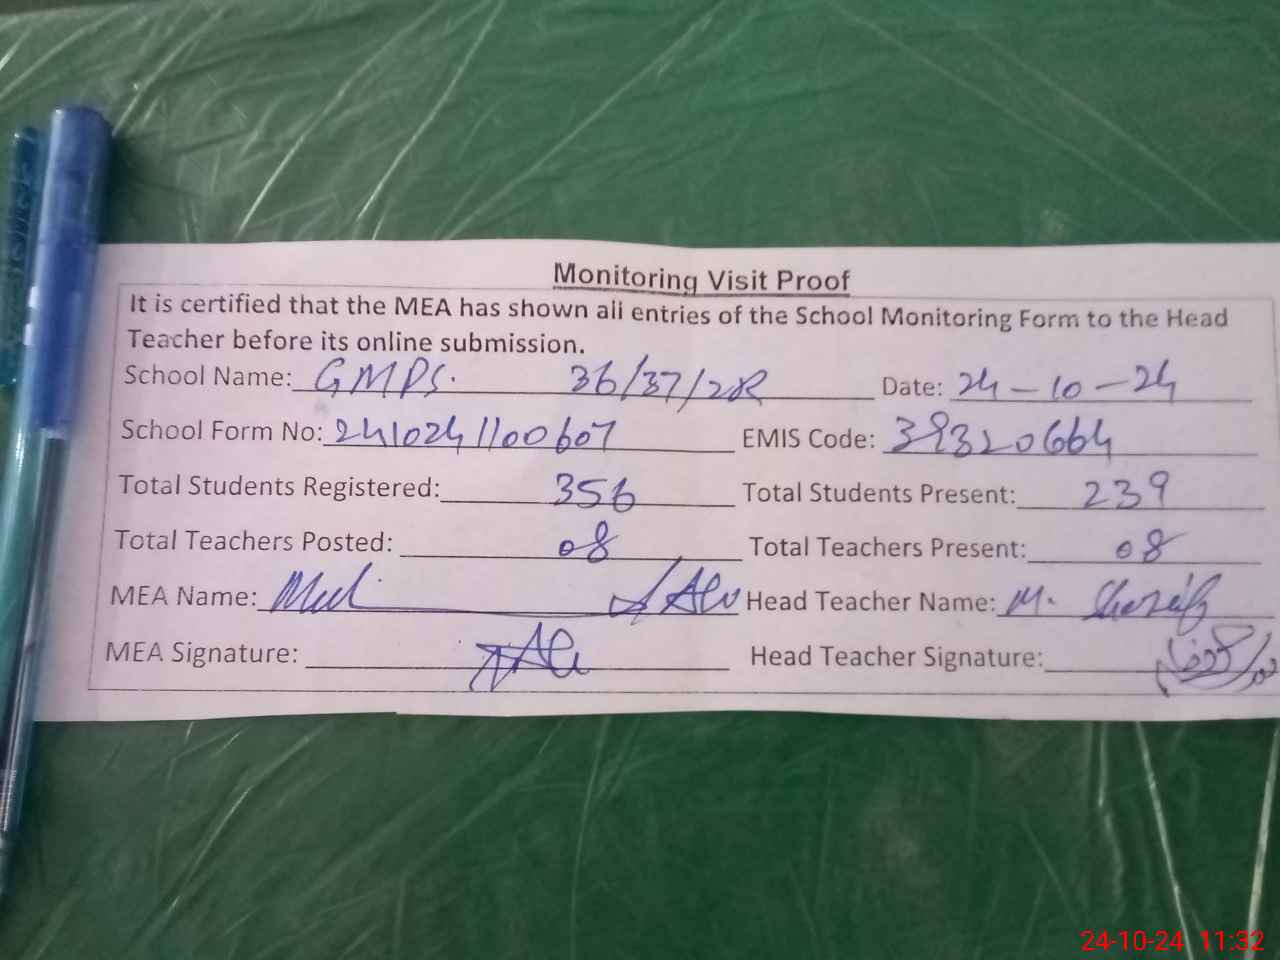 Monitoring Visit Proof
It is certified that the MEA has shown all entries of the School Monitoring Form to the Head
Teacher before its online submission.
School Name: GMPS. 36/37/2R Date: 24-10-24
School Form No: 2410241100607 EMIS Code: 39320664
Total Students Registered: 356 Total Students Present: 239
Total Teachers Posted: 08 Total Teachers Present: 08
MEA Name: Head Teacher Name: M. Sharif
MEA Signature: Head Teacher Signature:
24-10-24 11:32